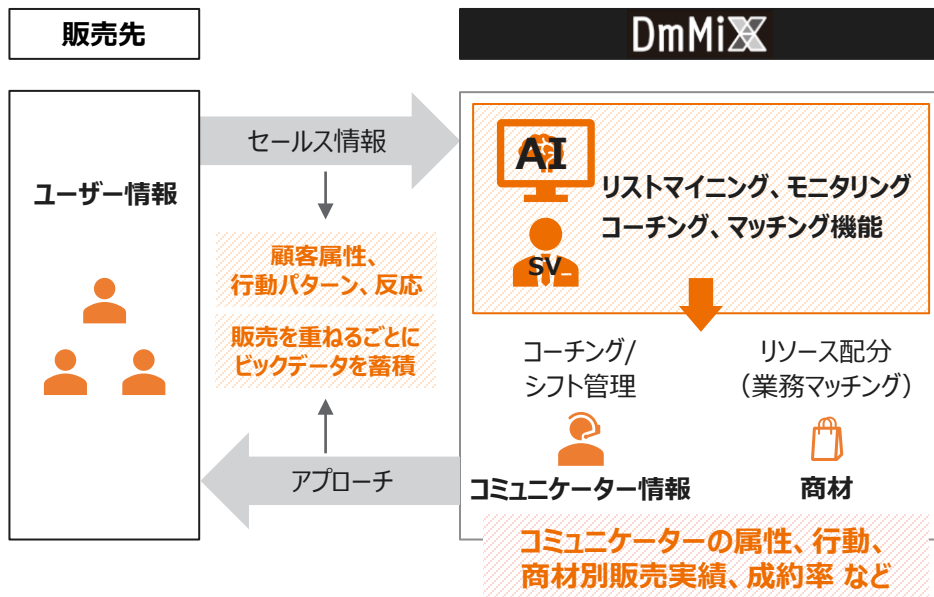 販売先
DmMiX
ユーザー情報
セールス情報
顧客属性、
行動パターン、反応
販売を重ねるごとに
ビックデータを蓄積
アプローチ
AI
リストマイニング、モニタリング
コーチング、マッチング機能
SV
コーチング/
シフト管理
リソース配分
（業務マッチング）
コミュニケーター情報
商材
コミュニケーターの属性、行動、
商材別販売実績、成約率 など